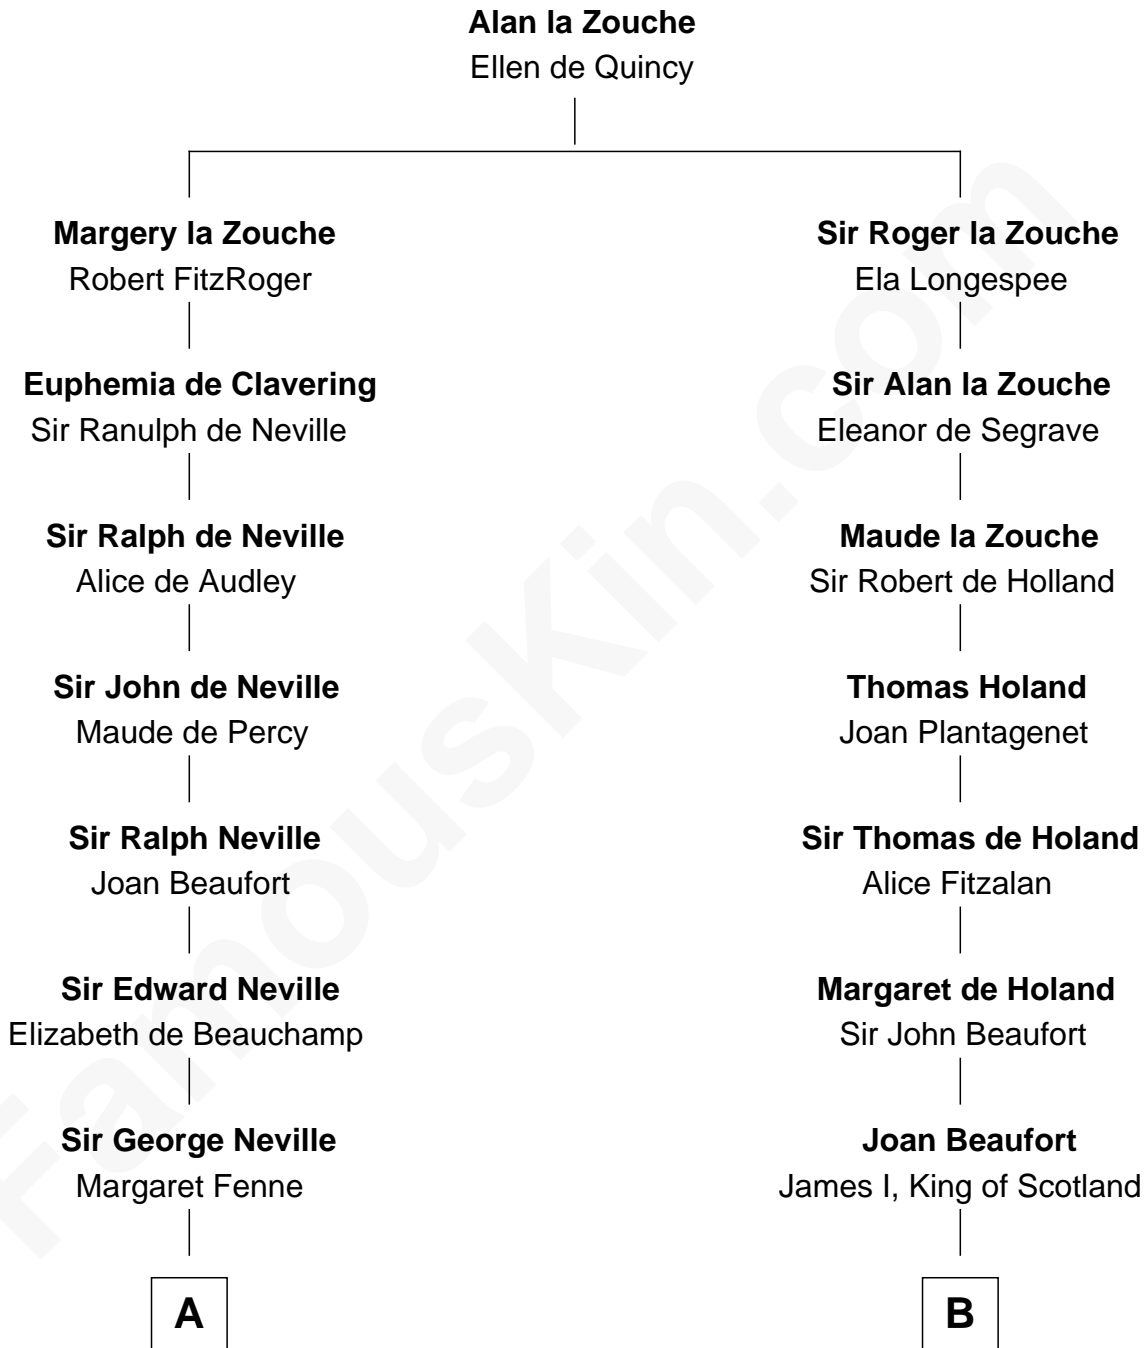 Alan la Zouche
Ellen de Quincy
Margery la Zouche
Robert FitzRoger
Euphemia de Clavering
Sir Ranulph de Neville
Sir Ralph de Neville
Alice de Audley
Sir John de Neville
Maude de Percy
Sir Ralph Neville
Joan Beaufort
Sir Edward Neville
Elizabeth de Beauchamp
Sir George Neville
Margaret Fenne
A
Sir Roger la Zouche
Ela Longespee
Sir Alan la Zouche
Eleanor de Segrave
Maude la Zouche
Sir Robert de Holland
Thomas Holand
Joan Plantagenet
Sir Thomas de Holand
Alice Fitzalan
Margaret de Holand
Sir John Beaufort
Joan Beaufort
James I, King of Scotland
B
FamousKin.com